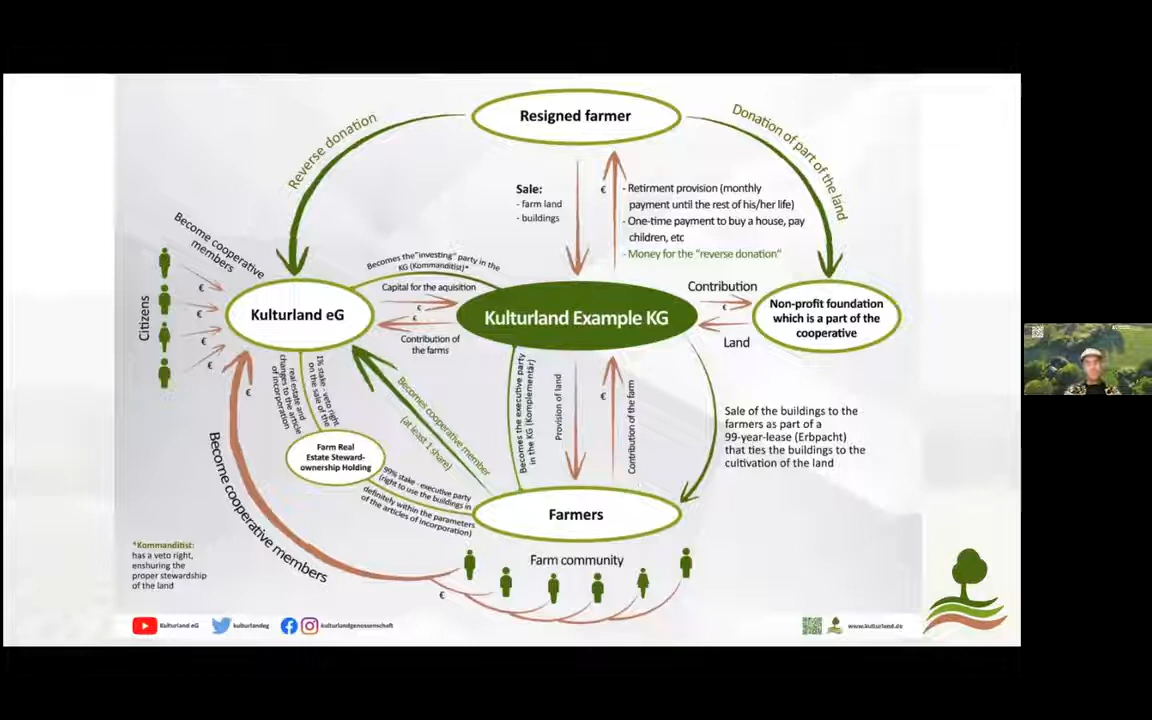 Resigned farmer
Reverse donation
Donation of part of the land
Sale:
- farm land
- buildings
€
- Retirment provision (monthly
payment until the rest of his/her life)
- One-time payment to buy a house, pay
children, etc
- Money for the "reverse donation"
Become cooperative
members
Citizens
€
€
€
€
Kulturland eG
Becomes the "investing" party in the
KG (Kommanditist)*
Capital for the aquisition
€
€
Contribution of
the farms
Kulturland Example KG
Contribution
€
Land
Non-profit foundation
which is a part of the
cooperative
€
1% stake - veto right
on the sale of the
real estate and
changes to the article
of incorporation
Becomes cooperative member
(at least 1 share)
Becomes the executive party
in the KG (Komplementär)
Provision of land
€
Contribution of the farm
Sale of the buildings to the
farmers as part of a
99-year-lease (Erbpacht)
that ties the buildings to the
cultivation of the land
Farm Real
Estate Steward-
ownership Holding
99% stake - executive party
(right to use the buildings in
definitely within the parameters
of the articles of incorporation)
Farmers
Become cooperative members
Farm community
€
*Kommanditist:
has a veto right,
enshuring the
proper stewardship
of the land
Kulturland eG
kulturlandeg
kulturlandgenossenschaft
www.kulturland.de